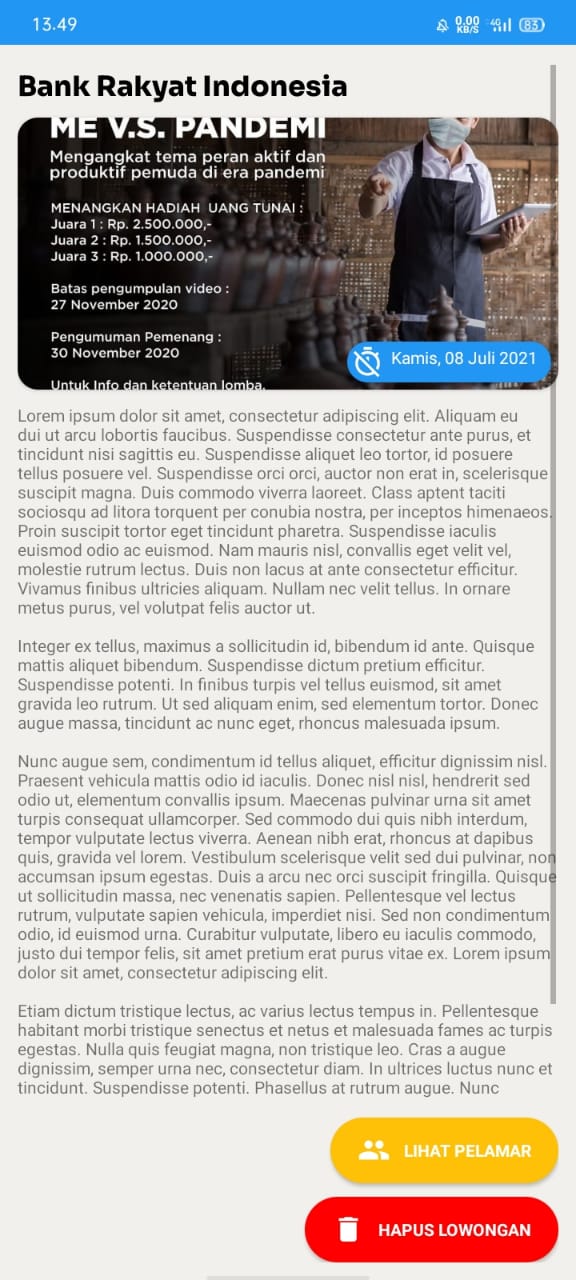 13.49
0.00
KB/S
4G
83
Bank Rakyat Indonesia
ME V.S. PANDEMI
Mengangkat tema peran aktif dan
produktif pemuda di era pandemi
MENANGKAN HADIAH UANG TUNAI :
Juara 1 : Rp. 2.500.000,-
Juara 2 : Rp. 1.500.000,-
Juara 3 : Rp. 1.000.000,-
Batas pengumpulan video :
27 November 2020
Pengumuman Pemenang :
30 November 2020
Untuk Info dan ketentuan lomba.
Kamis, 08 Juli 2021
Lorem ipsum dolor sit amet, consectetur adipiscing elit. Aliquam eu
dui ut arcu lobortis faucibus. Suspendisse consectetur ante purus, et
tincidunt nisi sagittis eu. Suspendisse aliquet leo tortor, id posuere
tellus posuere vel. Suspendisse orci orci, auctor non erat in, scelerisque
suscipit magna. Duis commodo viverra laoreet. Class aptent taciti
sociosqu ad litora torquent per conubia nostra, per inceptos himenaeos.
Proin suscipit tortor eget tincidunt pharetra. Suspendisse iaculis
euismod odio ac euismod. Nam mauris nisl, convallis eget velit vel,
molestie rutrum lectus. Duis non lacus at ante consectetur efficitur.
Vivamus finibus ultricies aliquam. Nullam nec velit tellus. In ornare
metus purus, vel volutpat felis auctor ut.
Integer ex tellus, maximus a sollicitudin id, bibendum id ante. Quisque
mattis aliquet bibendum. Suspendisse dictum pretium efficitur.
Suspendisse potenti. In finibus turpis vel tellus euismod, sit amet
gravida leo rutrum. Ut sed aliquam enim, sed elementum tortor. Donec
augue massa, tincidunt ac nunc eget, rhoncus malesuada ipsum.
Nunc augue sem, condimentum id tellus aliquet, efficitur dignissim nisl.
Praesent vehicula mattis odio id iaculis. Donec nisl nisl, hendrerit sed
odio ut, elementum convallis ipsum. Maecenas pulvinar urna sit amet
turpis consequat ullamcorper. Sed commodo dui quis nibh interdum,
tempor vulputate lectus viverra. Aenean nibh erat, rhoncus at dapibus
quis, gravida vel lorem. Vestibulum scelerisque velit sed dui pulvinar, non
accumsan ipsum egestas. Duis a arcu nec orci suscipit fringilla. Quisque
ut sollicitudin massa, nec venenatis sapien. Pellentesque vel lectus
rutrum, vulputate sapien vehicula, imperdiet nisi. Sed non condimentum
odio, id euismod urna. Curabitur vulputate, libero eu iaculis commodo,
justo dui tempor felis, sit amet pretium erat purus vitae ex. Lorem ipsum
dolor sit amet, consectetur adipiscing elit.
Etiam dictum tristique lectus, ac varius lectus tempus in. Pellentesque
habitant morbi tristique senectus et netus et malesuada fames ac turpis
egestas. Nulla quis feugiat magna, non tristique leo. Cras a augue
dignissim, semper urna nec, consectetur diam. In ultrices luctus nunc et
tincidunt. Suspendisse potenti. Phasellus at rutrum augue. Nunc
LIHAT PELAMAR
HAPUS LOWONGAN